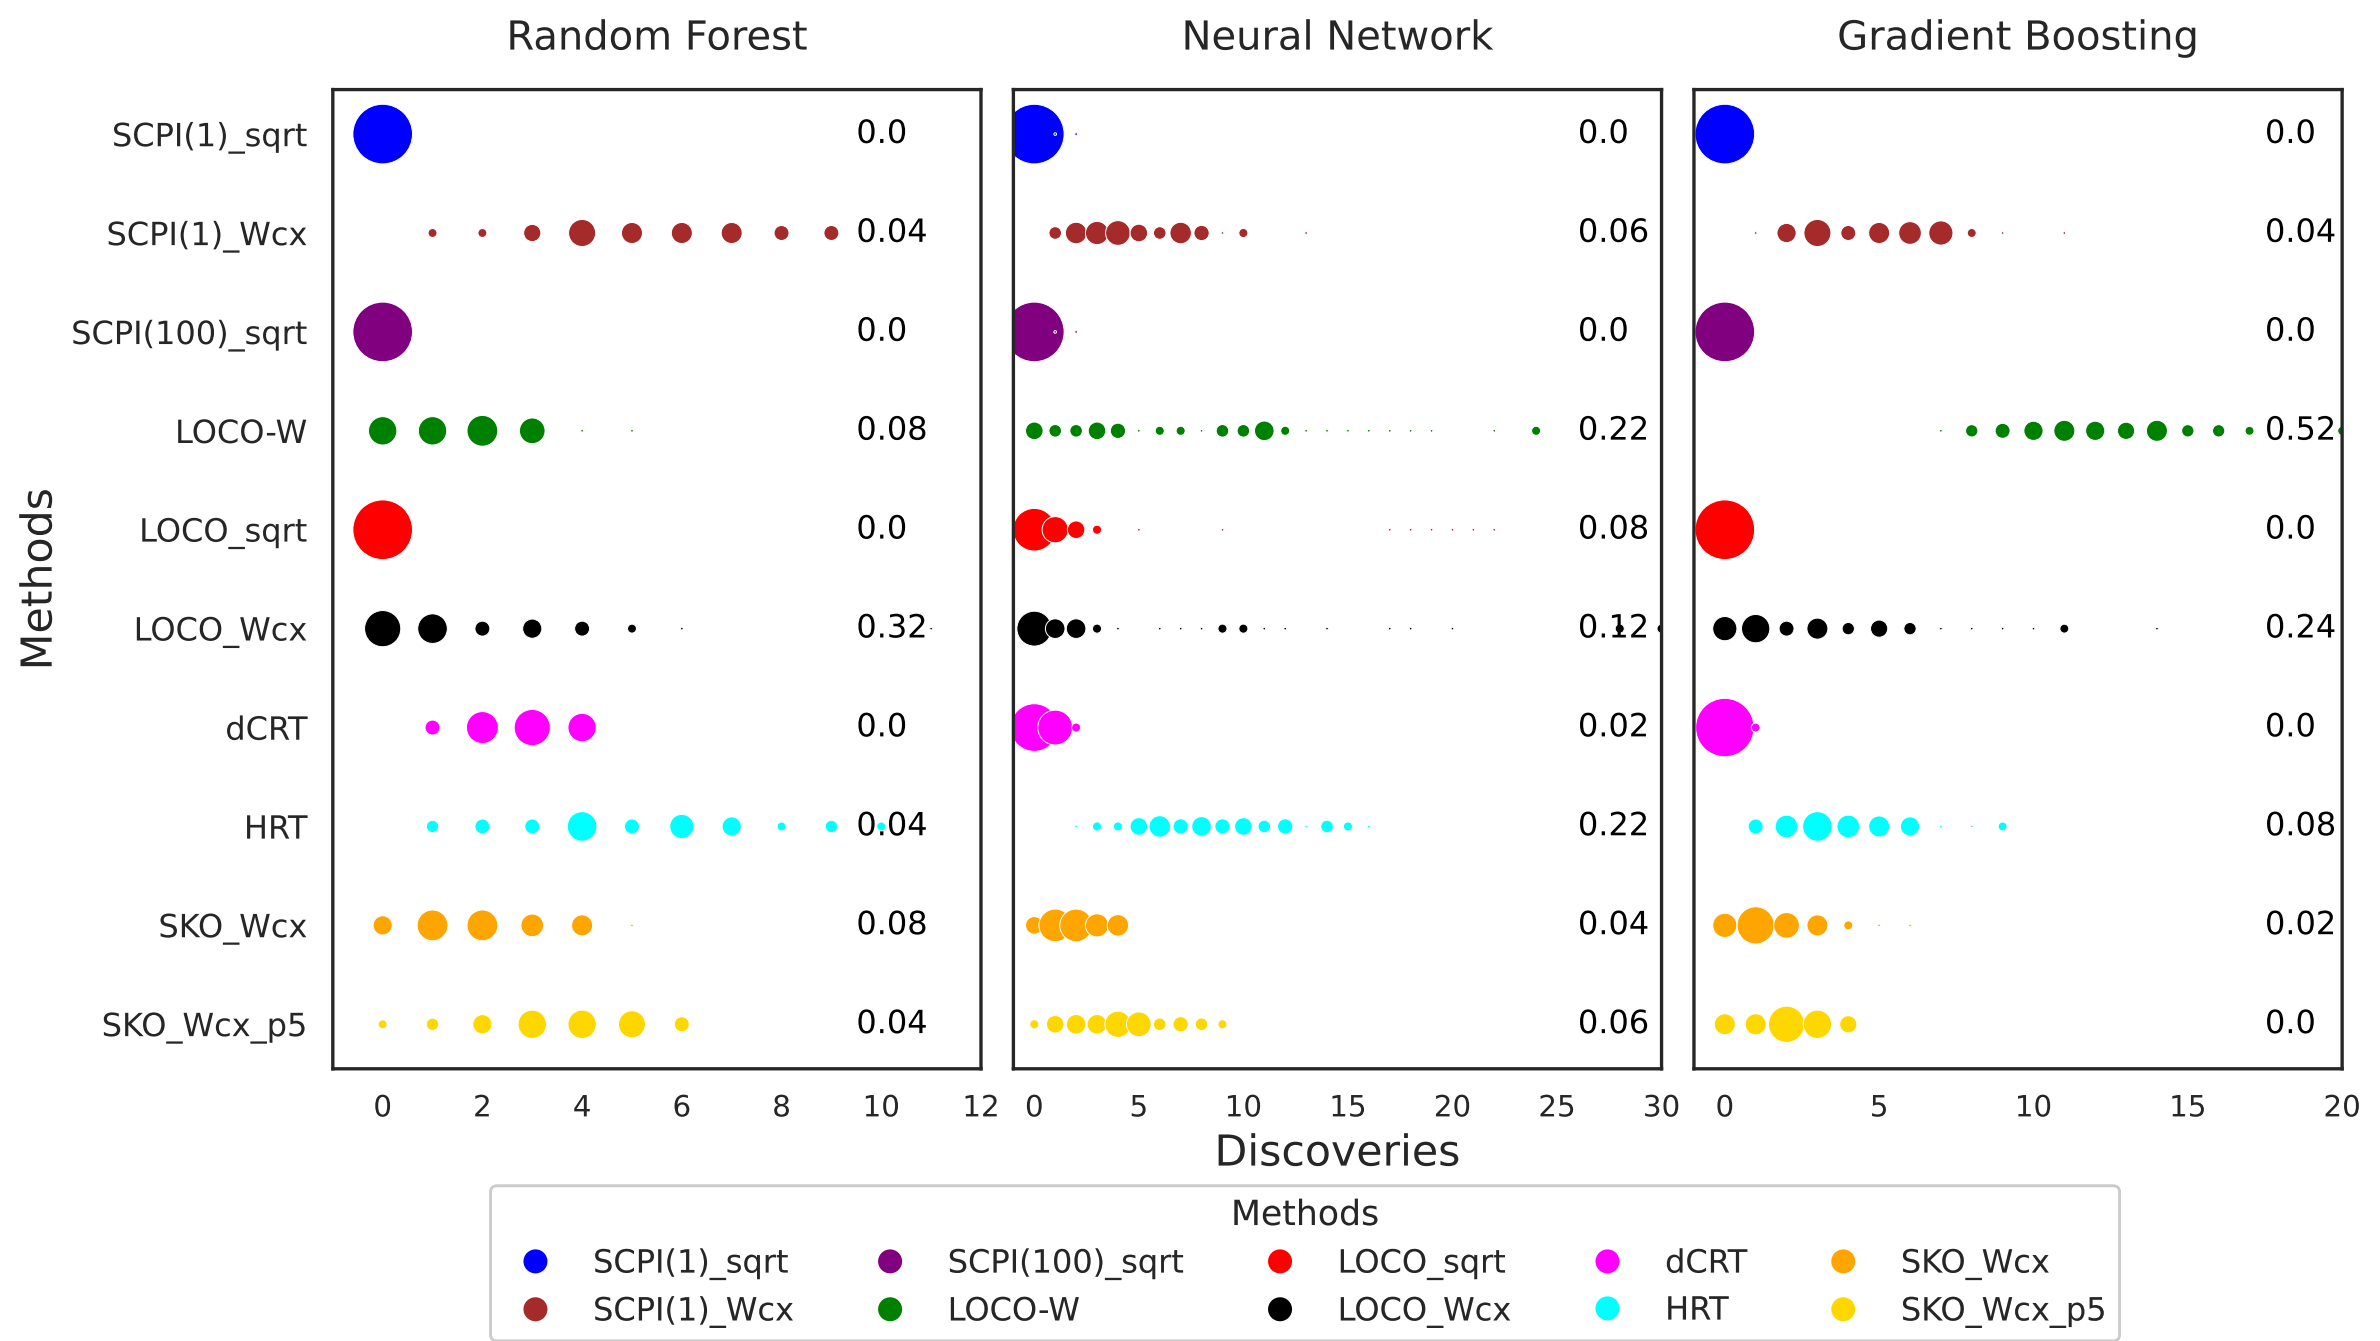 Random Forest Neural Network Gradient Boosting
SCPI(1)_sqrt 0.0 0.0 0.0
SCPI(1)_Wcx 0.04 0.06 0.04
SCPI(100)_sqrt 0.0 0.0 0.0
LOCO-W 0.08 0.22 0.52
LOCO_sqrt 0.0 0.08 0.0
LOCO_Wcx 0.32 0.12 0.24
dCRT 0.0 0.02 0.0
HRT 0.04 0.22 0.08
SKO_Wcx 0.08 0.04 0.02
SKO_Wcx_p5 0.04 0.06 0.0
Methods
0 2 4 6 8 10 12 0 5 10 15 20 25 30 0 5 10 15 20
Discoveries
Methods
SCPI(1)_sqrt SCPI(100)_sqrt LOCO_sqrt dCRT SKO_Wcx
SCPI(1)_Wcx LOCO-W LOCO_Wcx HRT SKO_Wcx_p5